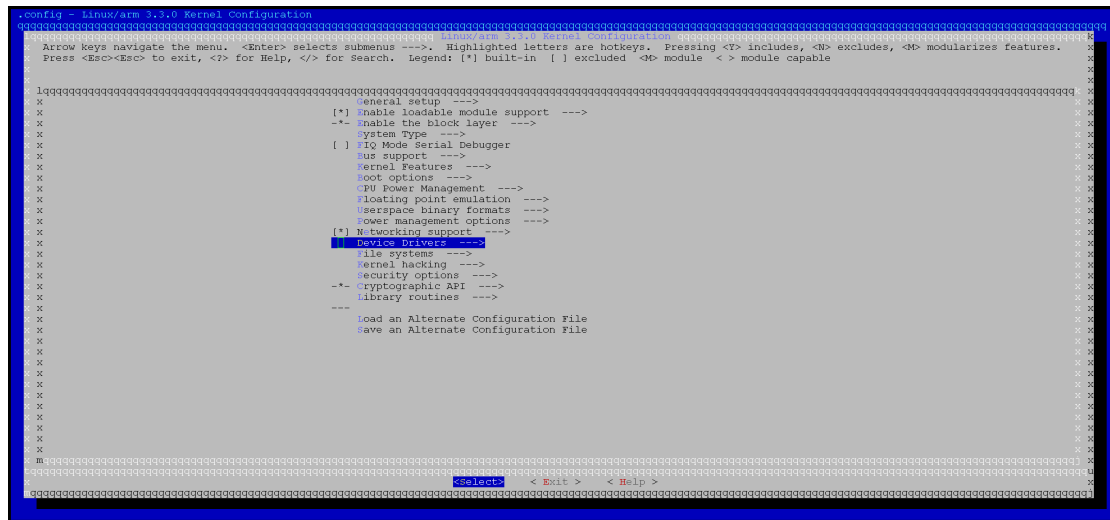 .config - Linux/arm 3.3.0 Kernel Configuration
Linux/arm 3.3.0 Kernel Configuration
Arrow keys navigate the menu. <Enter> selects submenus --->. Highlighted letters are hotkeys. Pressing <Y> includes, <N> excludes, <M> modularizes features.
Press <Esc><Esc> to exit, <?> for Help, </> for Search. Legend: [*] built-in [ ] excluded <M> module < > module capable
General setup --->
[*] Enable loadable module support --->
-*- Enable the block layer --->
System Type --->
[ ] FIQ Mode Serial Debugger
Bus support --->
Kernel Features --->
Boot options --->
CPU Power Management --->
Floating point emulation --->
Userspace binary formats --->
Power management options --->
[*] Networking support --->
Device Drivers --->
File systems --->
Kernel hacking --->
Security options --->
-*- Cryptographic API --->
Library routines --->
---
Load an Alternate Configuration File
Save an Alternate Configuration File
<Select> < Exit > < Help >